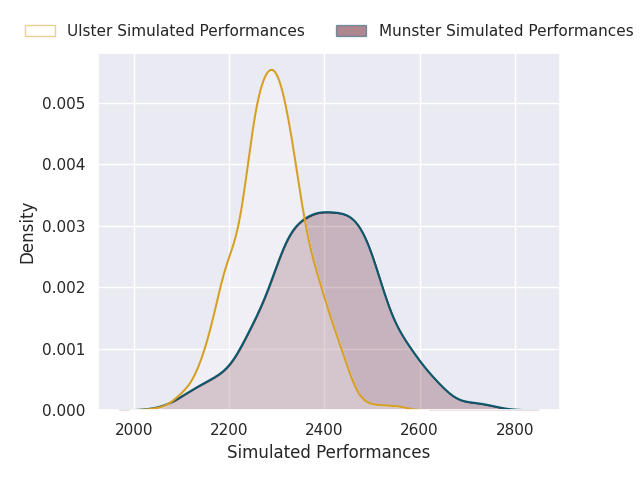 Ulster Simulated Performances Munster Simulated Performances
0.005
0.004
0.003
0.002
0.001
0.000
Density
2000 2200 2400 2600 2800
Simulated Performances